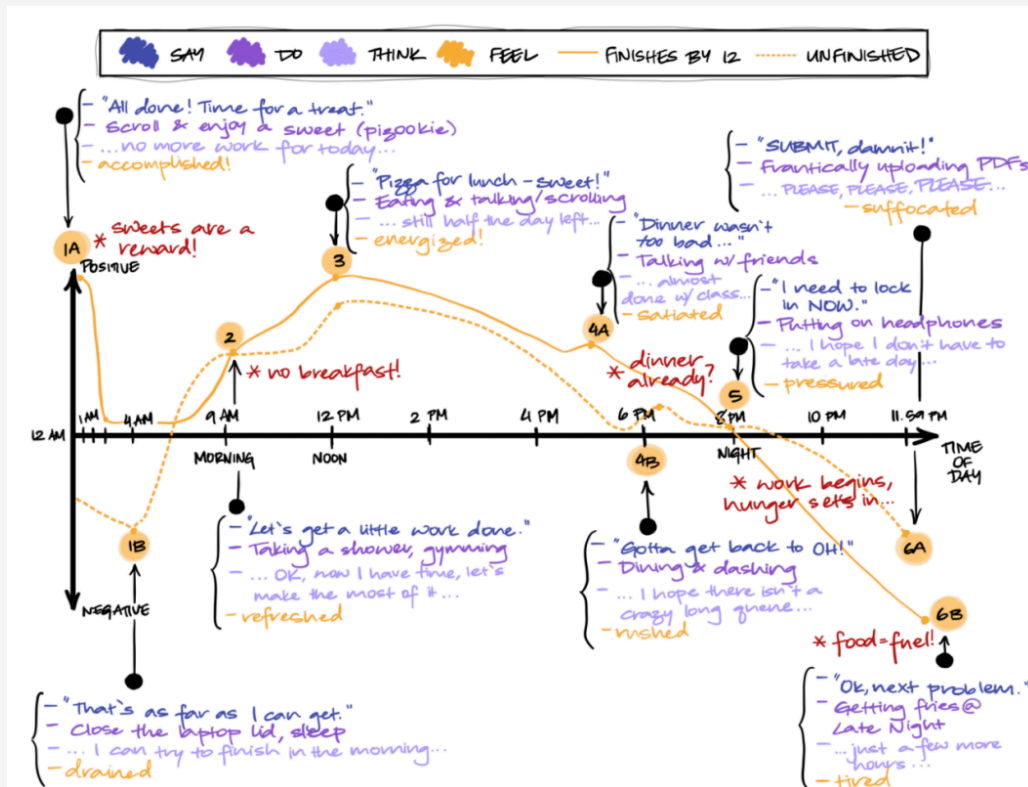 SAY DO THINK FEEL FINISHES BY 12 UNFINISHED
- "All done! Time for a treat."
- Scroll & enjoy a sweet (pizookie)
- ...no more work for today...
- accomplished!
1A
* sweets are a
reward!
POSITIVE
- "Pizza for lunch - sweet!"
- Eating & talking/scrolling
- ... still half the day left...
- energized!
3
- "Dinner wasn't
too bad..."
- Talking w/ friends
- ... almost
done w/ class...
- satiated
4A
- "SUBMIT, damnit!"
- Frantically uploading PDFs
- ... PLEASE, PLEASE, PLEASE...
- suffocated
- "I need to lock
in NOW."
- Putting on headphones
- ... I hope I don't have to
take a late day...
- pressured
5
2
* no breakfast!
* dinner
already?
12 AM 1 AM 4 AM 9 AM 12 PM 2 PM 4 PM 6 PM 8 PM 10 PM 11.59 PM
MORNING NOON NIGHT
TIME
OF
DAY
4B
* work begins,
hunger sets in...
1B
- "Let's get a little work done."
- Taking a shower, gymming
- ... OK, now I have time, let's
make the most of it...
- refreshed
- "Gotta get back to OH!"
- Dining & dashing
- ... I hope there isn't a
crazy long queue...
- rushed
6A
NEGATIVE
6B
* food=fuel!
- "That's as far as I can get."
- Close the laptop lid, sleep
- ... I can try to finish in the morning...
- drained
- "Ok, next problem."
- Getting fries@
Late Night
- ...just a few more
hours...
- tired